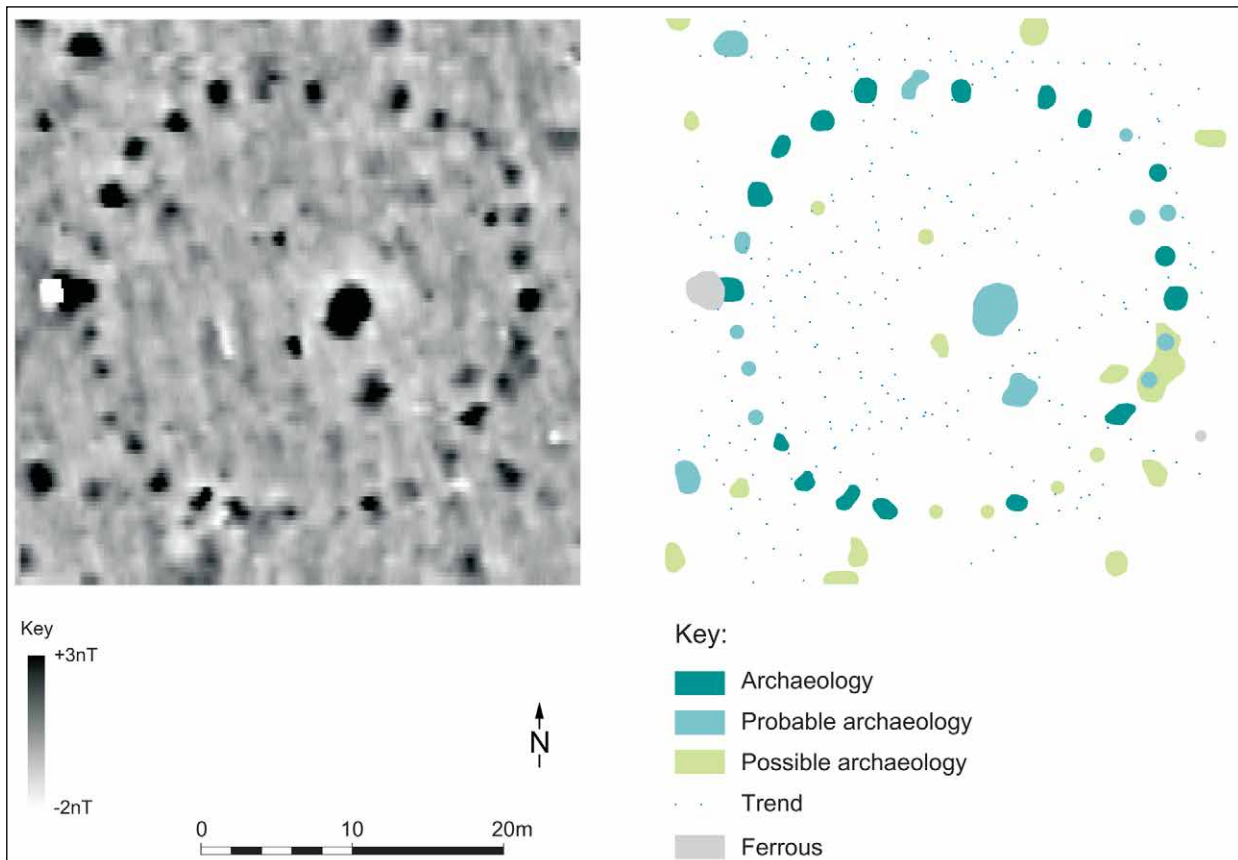 Key
+3nT
-2nT
N
0 10 20m
Key:
Archaeology
Probable archaeology
Possible archaeology
Trend
Ferrous